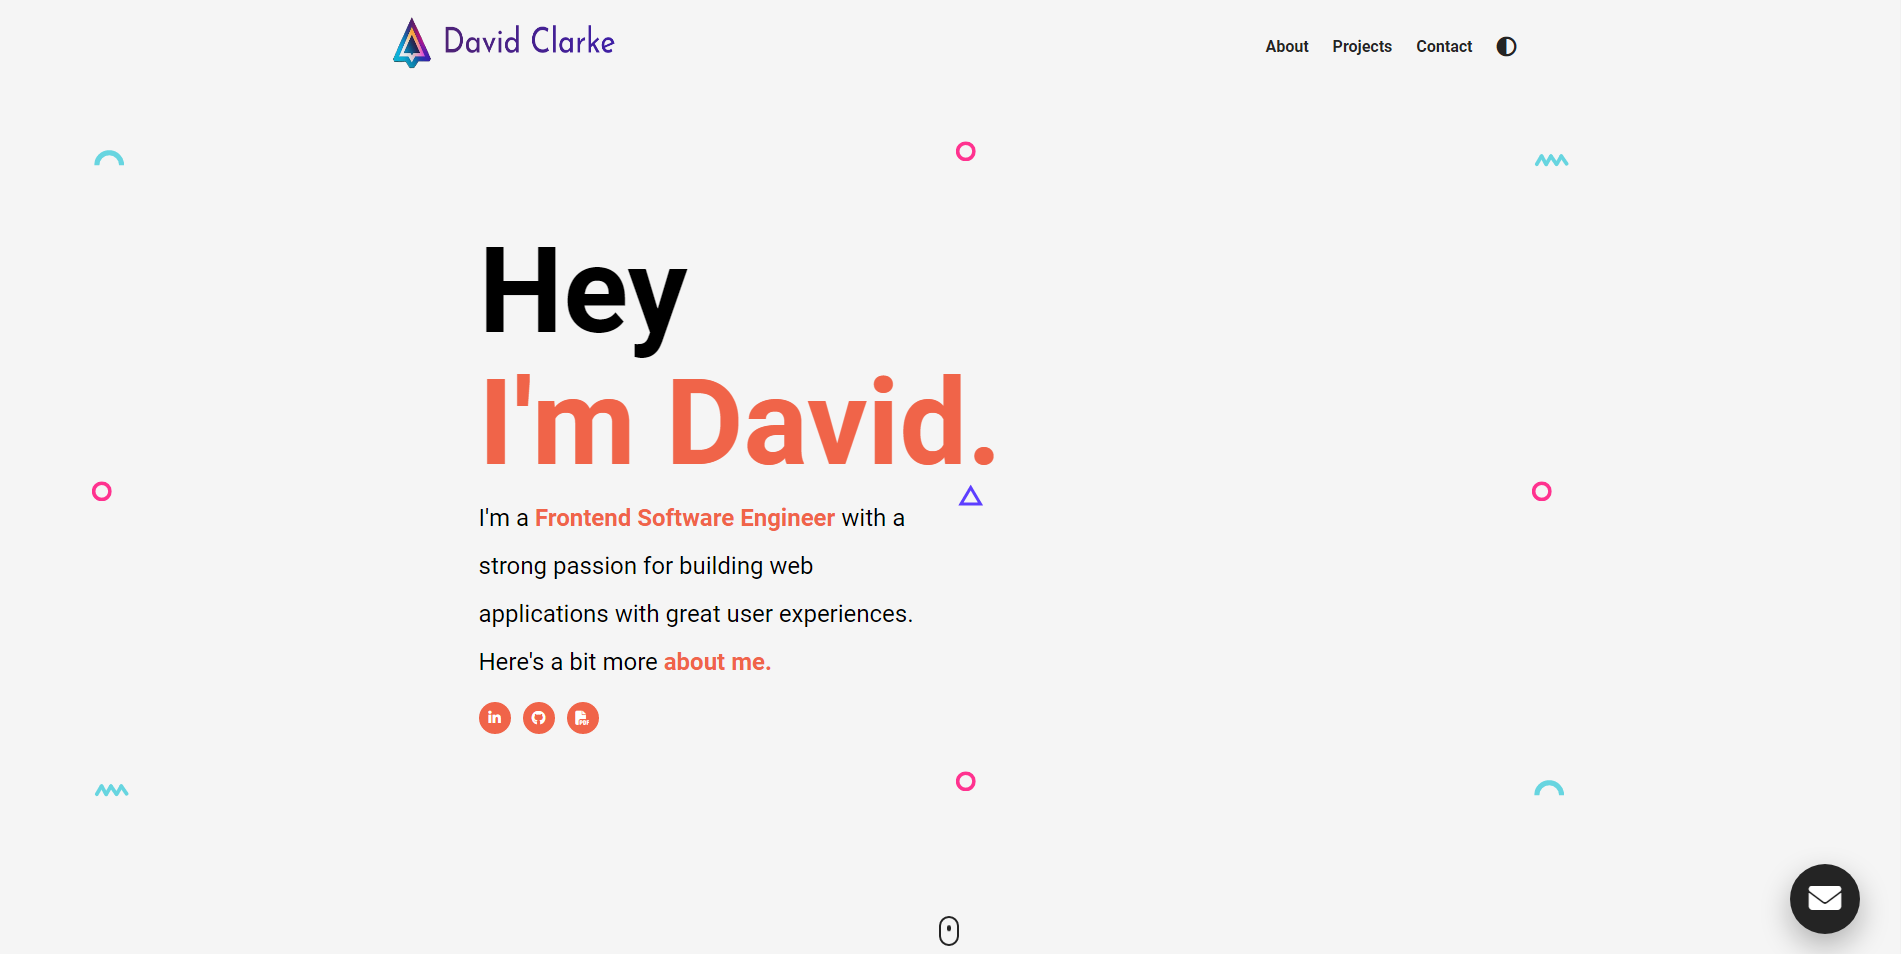 David Clarke
About Projects Contact
Hey
I'm David.
I'm a Frontend Software Engineer with a
strong passion for building web
applications with great user experiences.
Here's a bit more about me.
in
PDF